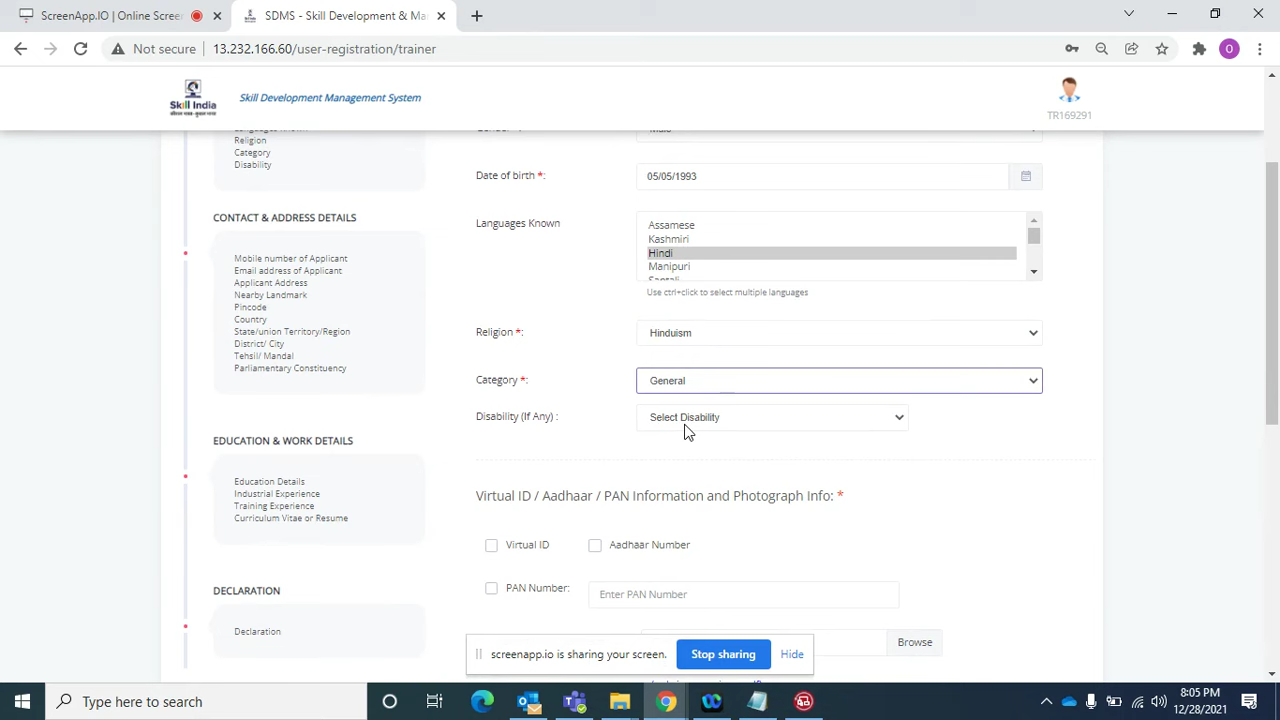 ScreenApp.IO | Online Screen
SDMS - Skill Development & Ma
Not secure
13.232.166.60/user-registration/trainer
O
Skill India
Skill Development Management System
TR169291
Religion
Category
Disability
CONTACT & ADDRESS DETAILS
Mobile number of Applicant
Email address of Applicant
Applicant Address
Nearby Landmark
Pincode
Country
State/union Territory/Region
District/ City
Tehsil/ Mandal
Parliamentary Constituency
EDUCATION & WORK DETAILS
Education Details
Industrial Experience
Training Experience
Curriculum Vitae or Resume
DECLARATION
Declaration
Date of birth *:
05/05/1993
Languages Known
Assamese
Kashmiri
Hindi
Manipuri
Use ctrl+click to select multiple languages
Religion *:
Hinduism
Category *:
General
Disability (If Any) :
Select Disability
Virtual ID / Aadhaar / PAN Information and Photograph Info: *
Virtual ID
Aadhaar Number
PAN Number:
Enter PAN Number
Browse
screenapp.io is sharing your screen.
Stop sharing
Hide
Type here to search
8:05 PM
12/28/2021